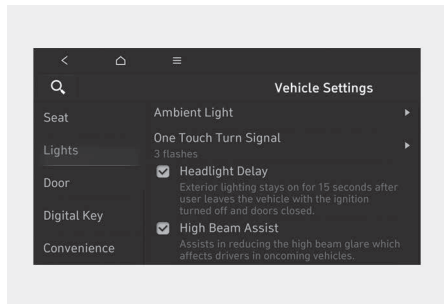 Vehicle Settings
Seat
Lights
Door
Digital Key
Convenience
Ambient Light
One Touch Turn Signal
3 flashes
Headlight Delay
Exterior lighting stays on for 15 seconds after
user leaves the vehicle with the ignition
turned off and doors closed.
High Beam Assist
Assists in reducing the high beam glare which
affects drivers in oncoming vehicles.